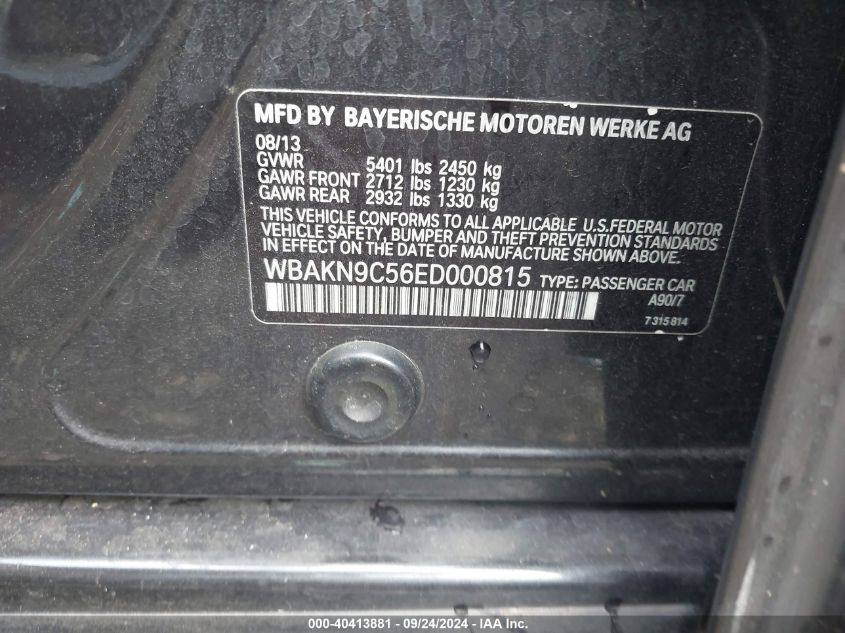 MFD BY BAYERISCHE MOTOREN WERKE AG
08/13
GVWR 5401 lbs 2450 kg
GAWR FRONT 2712 lbs 1230 kg
GAWR REAR 2932 lbs 1330 kg
THIS VEHICLE CONFORMS TO ALL APPLICABLE U.S.FEDERAL MOTOR
VEHICLE SAFETY, BUMPER AND THEFT PREVENTION STANDARDS
IN EFFECT ON THE DATE OF MANUFACTURE SHOWN ABOVE.
WBAKN9C56ED000815 TYPE: PASSENGER CAR
A90/7
7 315 814
000-40413881 - 09/24/2024 - IAA Inc.